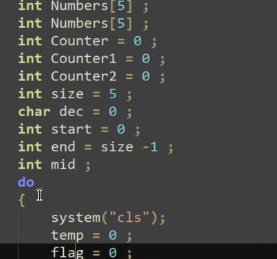 int Numbers[5] ;
int Numbers[5] ;
int Counter = 0 ;
int Counter1 = 0 ;
int Counter2 = 0 ;
int size = 5 ;
char dec = 0 ;
int start = 0 ;
int end = size -1 ;
int mid ;
do
{
system("cls");
temp = 0 ;
flag = 0 ;